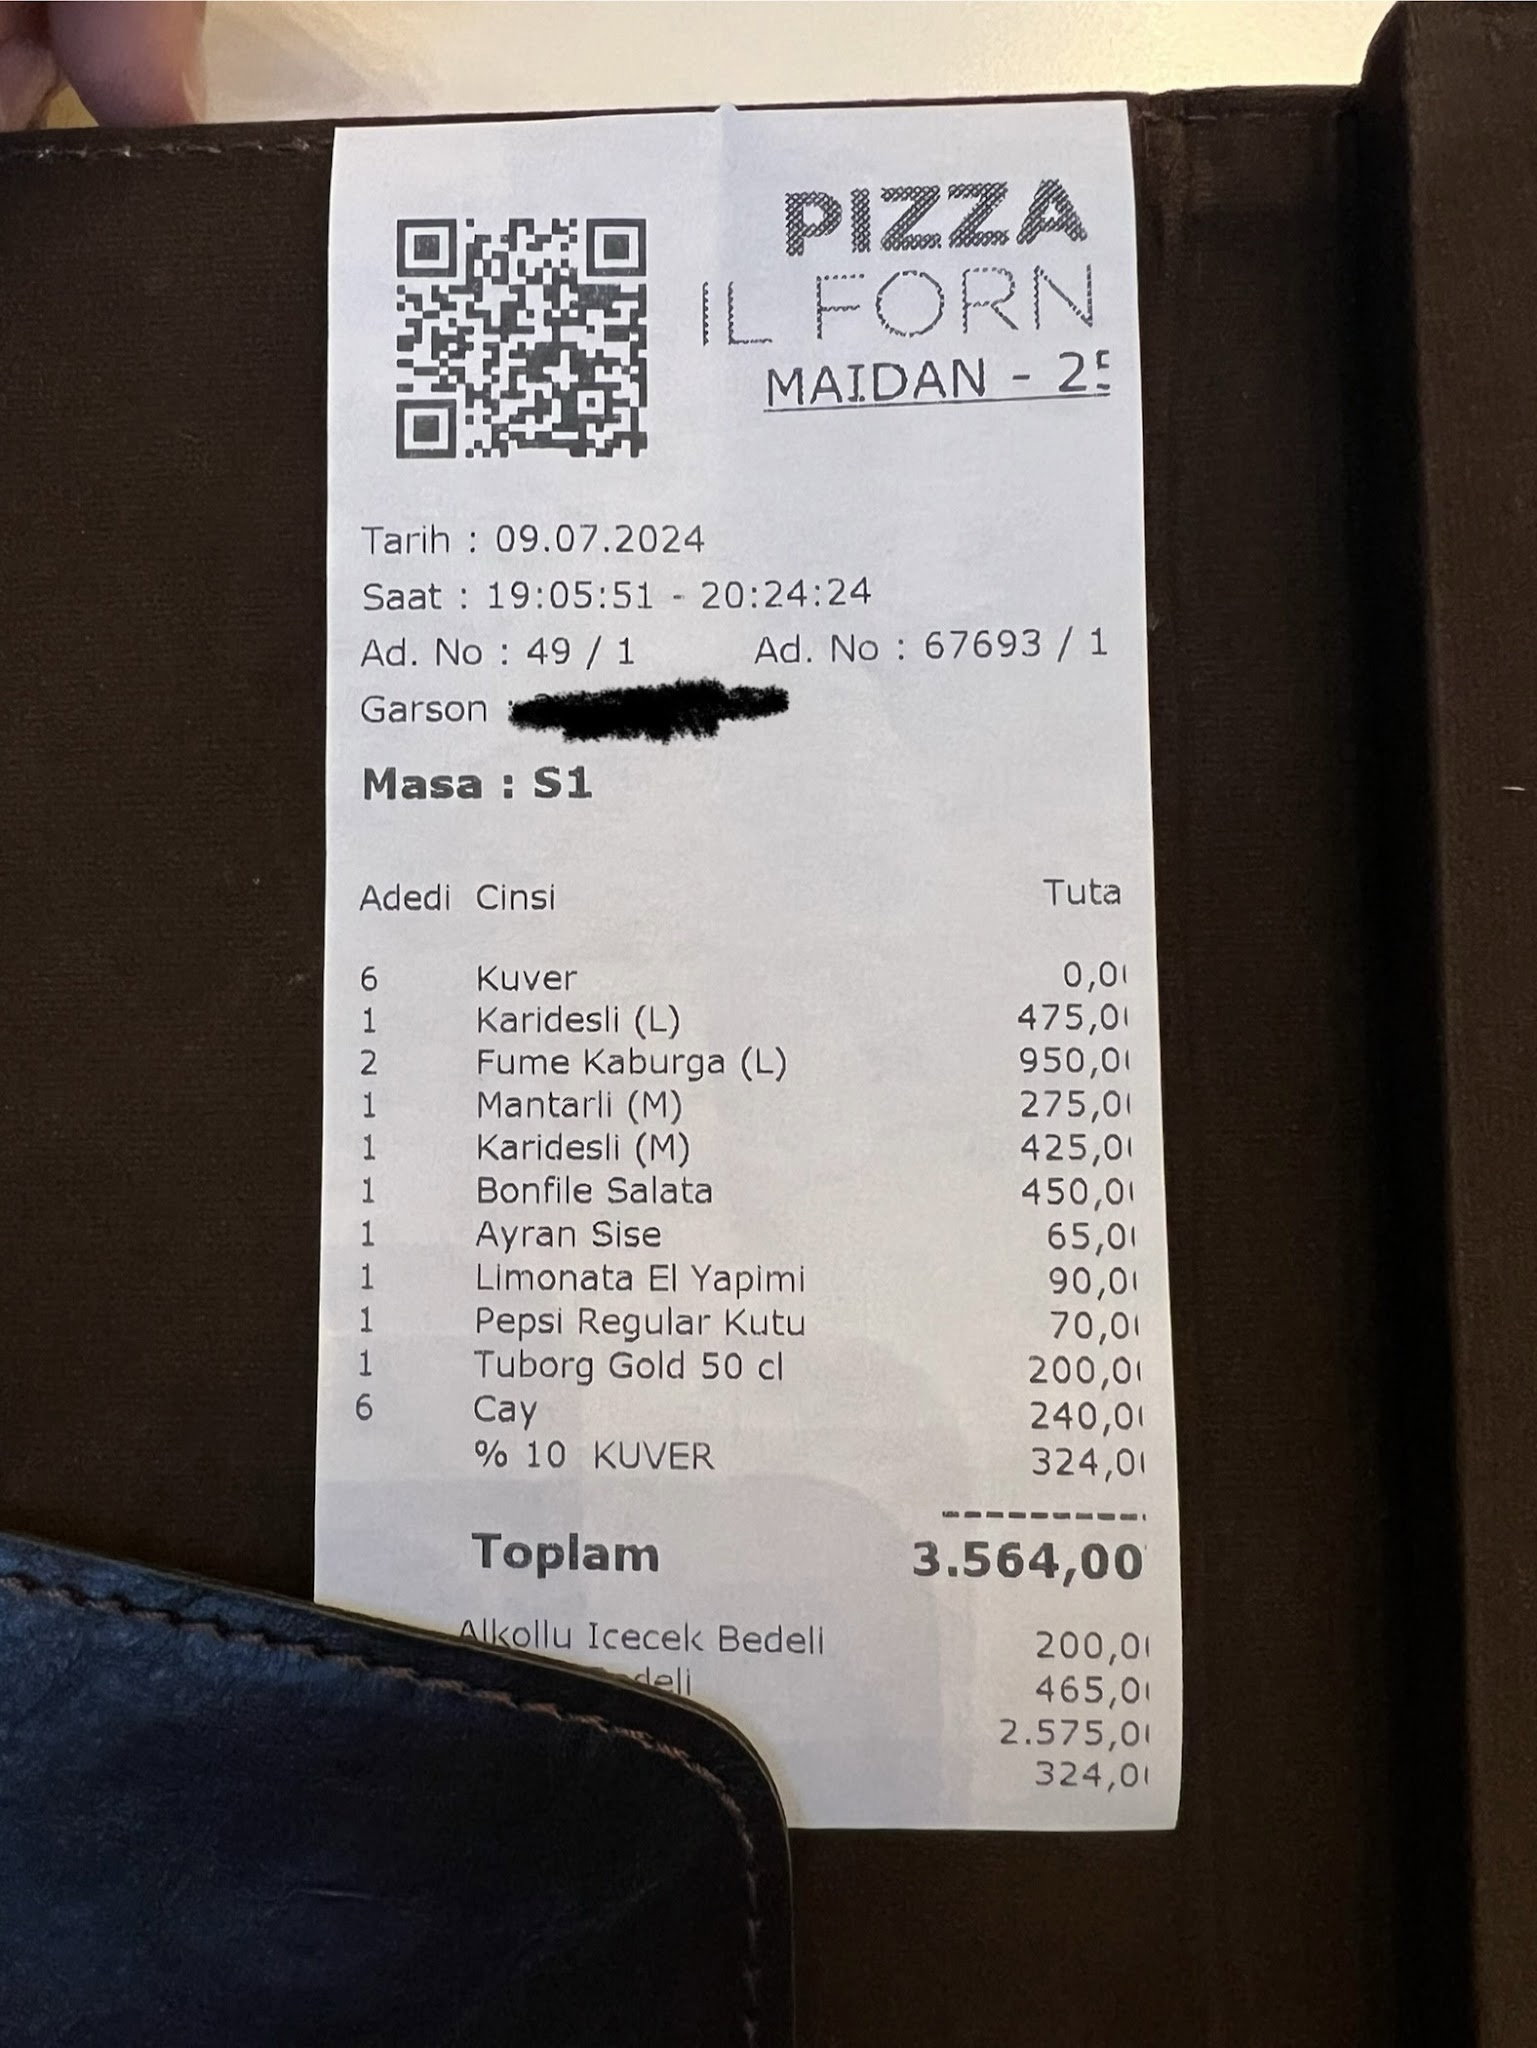 PIZZA
IL FORN
MAIDAN - 2
Tarih : 09.07.2024
Saat : 19:05:51 - 20:24:24
Ad. No : 49 / 1 Ad. No : 67693 / 1
Garson :
Masa : S1
Adedi Cinsi Tuta
6 Kuver 0,0
1 Karidesli (L) 475,0
2 Fume Kaburga (L) 950,0
1 Mantarli (M) 275,0
1 Karidesli (M) 425,0
1 Bonfile Salata 450,0
1 Ayran Sise 65,0
1 Limonata El Yapimi 90,0
1 Pepsi Regular Kutu 70,0
1 Tuborg Gold 50 cl 200,0
6 Cay 240,0
% 10 KUVER 324,0
Toplam 3.564,00
Alkollu Icecek Bedeli 200,0
deli 465,0
2.575,0
324,0